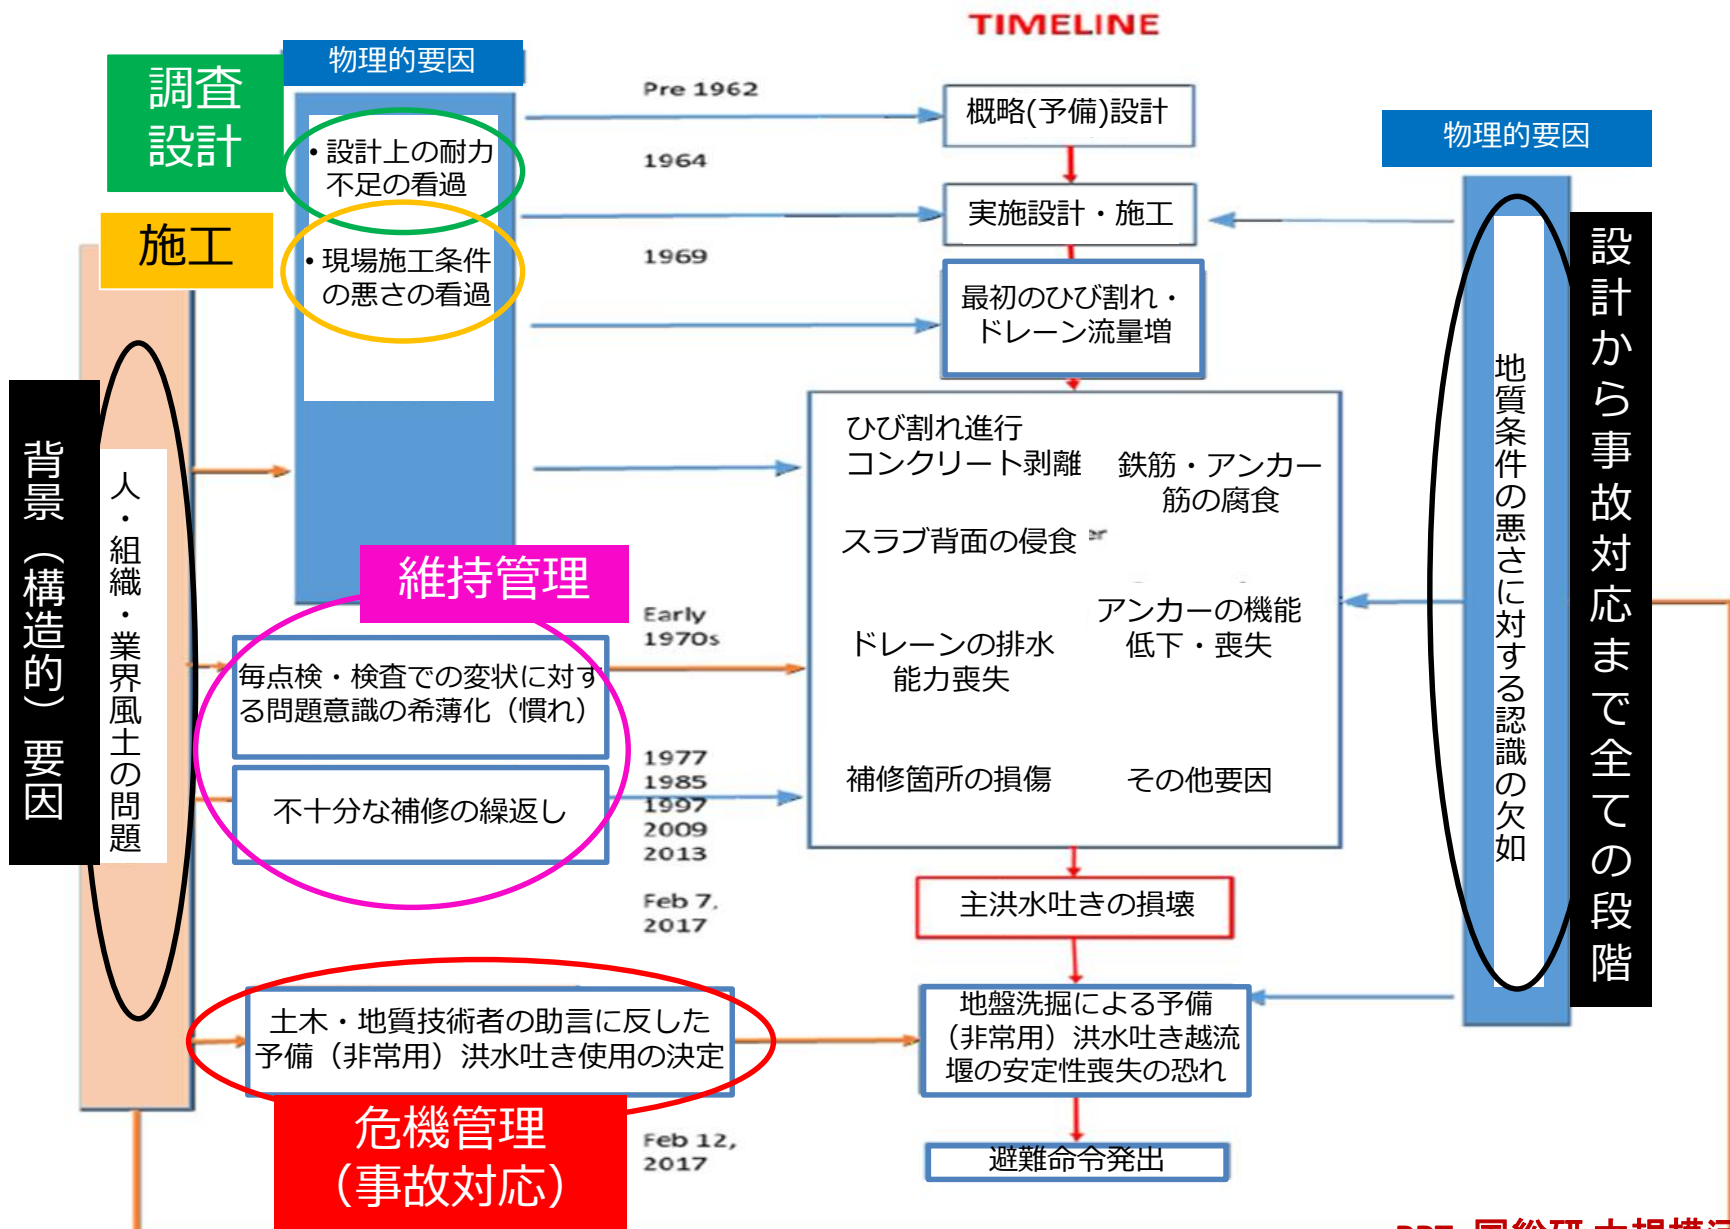 TIMELINE
物理的要因
調査
設計
Pre 1962
概略(予備)設計
物理的要因
・設計上の耐力
不足の看過
1964
施工
実施設計・施工
・現場施工条件
の悪さの看過
1969
最初のひび割れ・
ドレーン流量増
設計から事故対応まで全ての段階
地質条件の悪さに対する認識の欠如
背景（構造的）要因
人・組織・業界風土の問題
ひび割れ進行
コンクリート剥離
鉄筋・アンカー
筋の腐食
スラブ背面の侵食
er
維持管理
Early
1970s
アンカーの機能
低下・喪失
ドレーンの排水
能力喪失
毎点検・検査での変状に対す
る問題意識の希薄化（慣れ）
1977
1985
1997
2009
2013
補修箇所の損傷
その他要因
不十分な補修の繰返し
Feb 7,
2017
主洪水吐きの損壊
土木・地質技術者の助言に反した
予備（非常用）洪水吐き使用の決定
地盤洗掘による予備
（非常用）洪水吐き越流
堰の安定性喪失の恐れ
危機管理
（事故対応）
Feb 12,
2017
避難命令発出